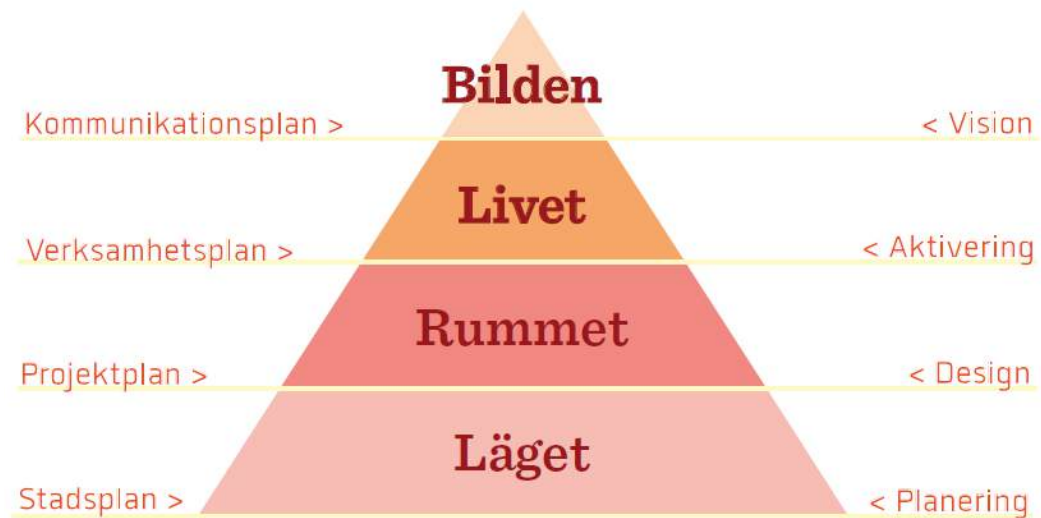 Bilden
Kommunikationsplan > < Vision
Livet
Verksamhetsplan > < Aktivering
Rummet
Projektplan > < Design
Läget
Stadsplan > < Planering